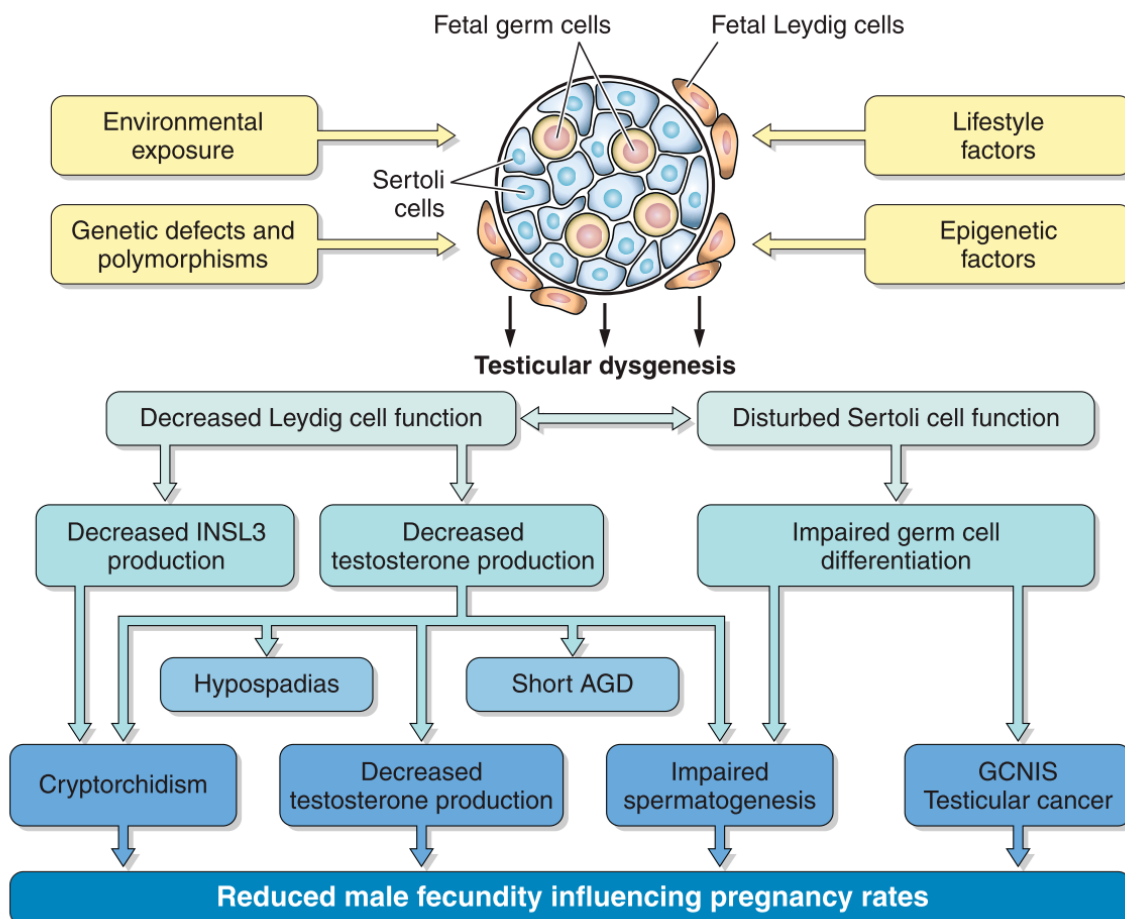 Fetal germ cells
Fetal Leydig cells
Environmental
exposure
Lifestyle
factors
Sertoli
cells
Genetic defects and
polymorphisms
Epigenetic
factors
Testicular dysgenesis
Decreased Leydig cell function
Disturbed Sertoli cell function
Decreased INSL3
production
Decreased
testosterone production
Impaired germ cell
differentiation
Hypospadias
Short AGD
Cryptorchidism
Decreased
testosterone production
Impaired
spermatogenesis
GCNIS
Testicular cancer
Reduced male fecundity influencing pregnancy rates